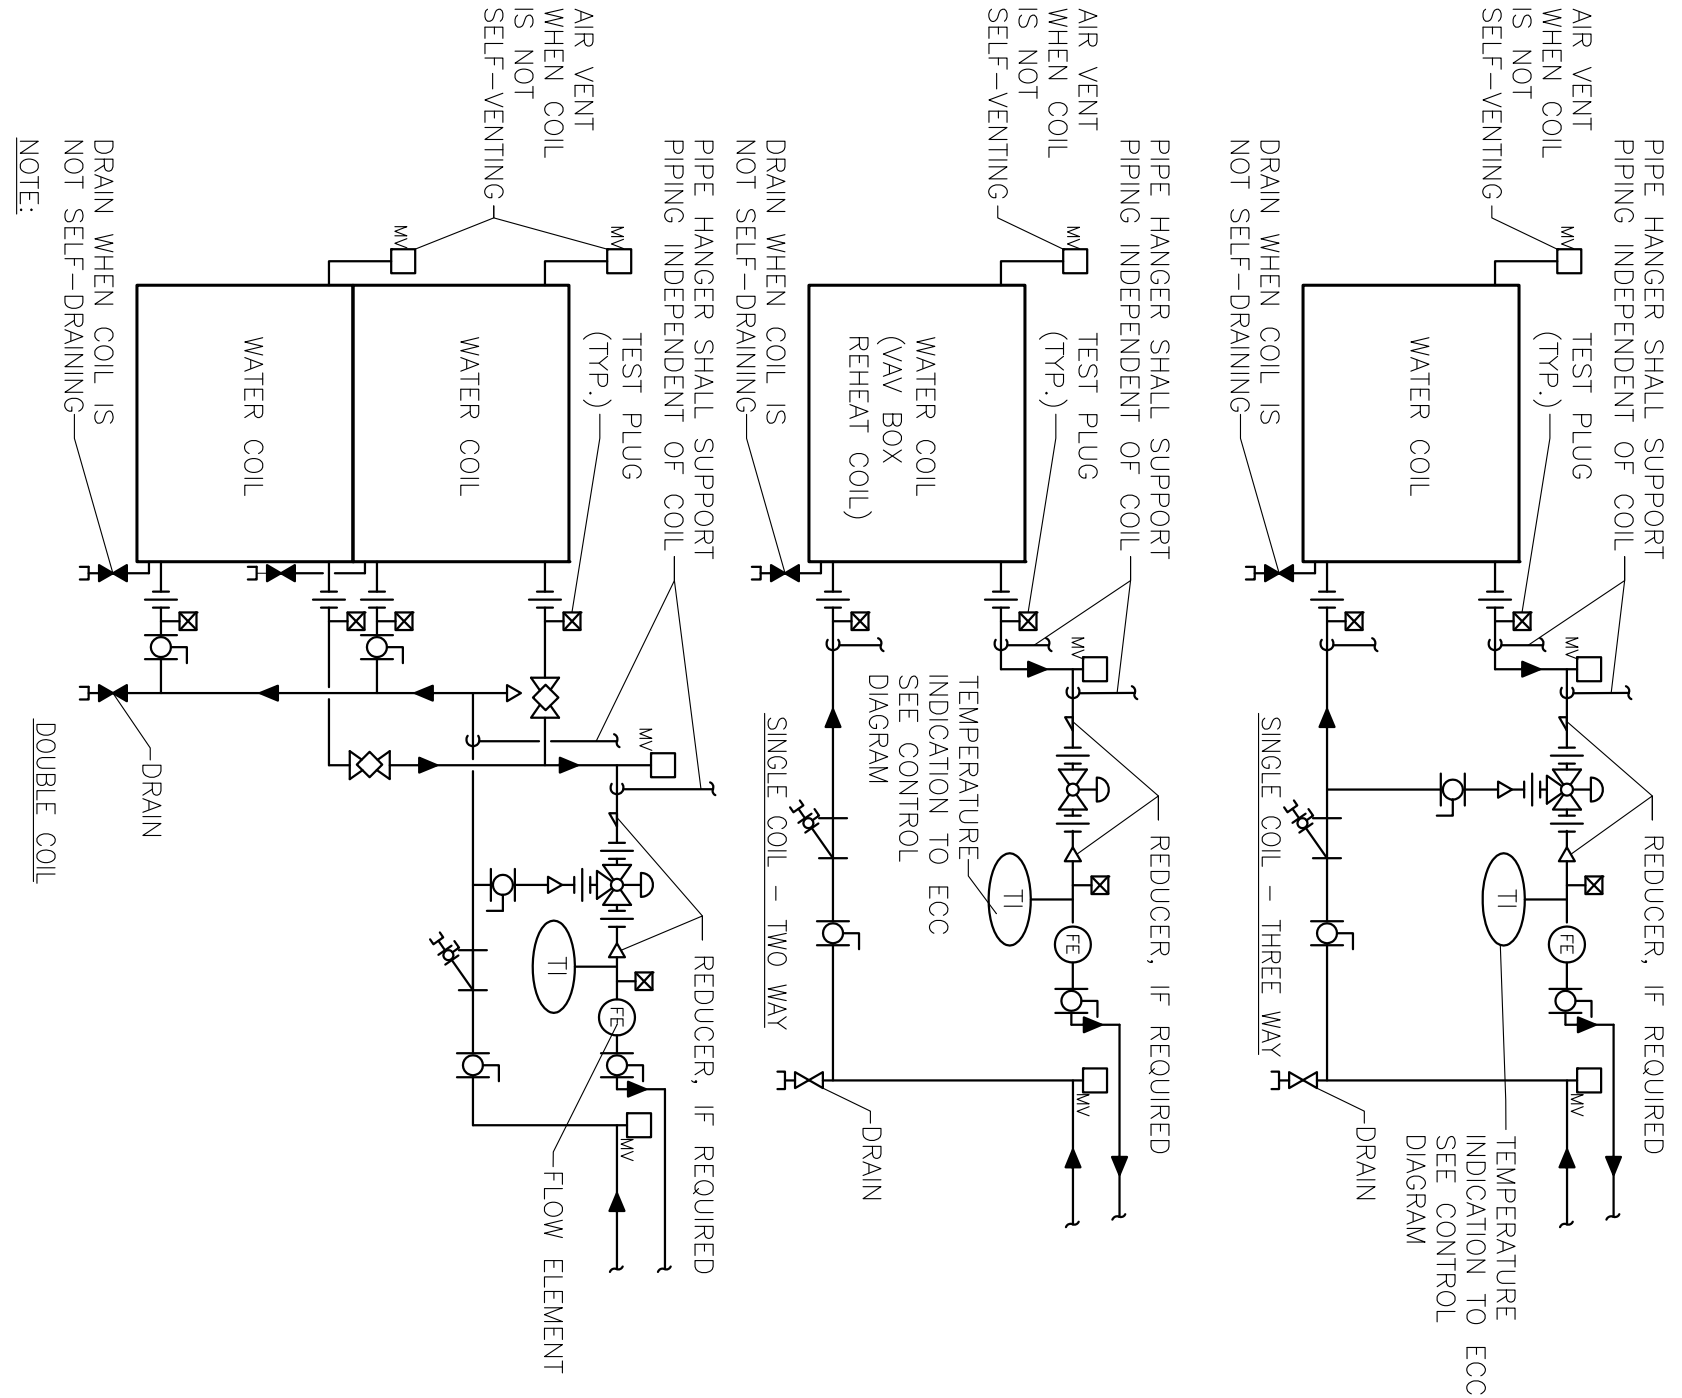 PIPE HANGER SHALL SUPPORT
PIPING INDEPENDENT OF COIL
AIR VENT
WHEN COIL
IS NOT
SELF-VENTING
MV
TEST PLUG
(TYP.)
MV
WATER COIL
REDUCER, IF REQUIRED
TI
FE
MV
TEMPERATURE
INDICATION TO ECC
SEE CONTROL
DIAGRAM
DRAIN WHEN COIL IS
NOT SELF-DRAINING
DRAIN
SINGLE COIL - THREE WAY
PIPE HANGER SHALL SUPPORT
PIPING INDEPENDENT OF COIL
AIR VENT
WHEN COIL
IS NOT
SELF-VENTING
MV
TEST PLUG
(TYP.)
MV
WATER COIL
(VAV BOX
REHEAT COIL)
REDUCER, IF REQUIRED
TI
FE
MV
TEMPERATURE
INDICATION TO ECC
SEE CONTROL
DIAGRAM
DRAIN WHEN COIL IS
NOT SELF-DRAINING
DRAIN
SINGLE COIL - TWO WAY
PIPE HANGER SHALL SUPPORT
PIPING INDEPENDENT OF COIL
AIR VENT
WHEN COIL
IS NOT
SELF-VENTING
MV
MV
TEST PLUG
(TYP.)
MV
REDUCER, IF REQUIRED
WATER COIL
WATER COIL
TI
FE
MV
FLOW ELEMENT
DRAIN WHEN COIL IS
NOT SELF-DRAINING
DRAIN
DOUBLE COIL
NOTE: